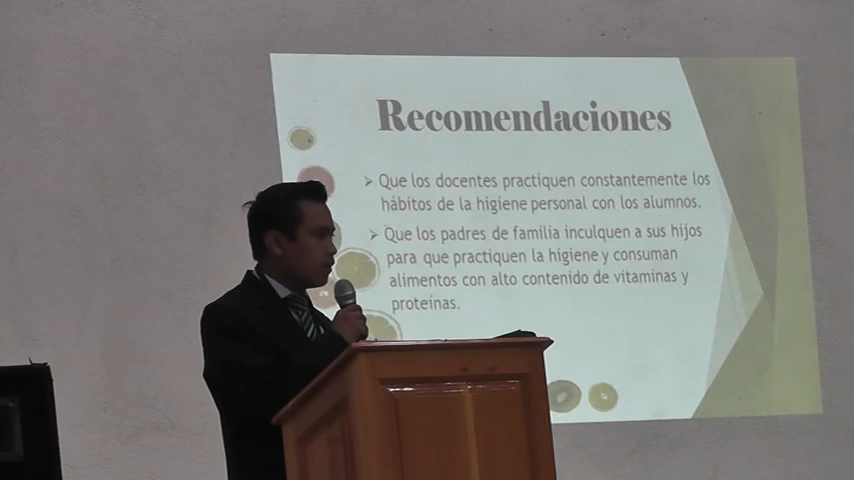 Recomendaciones
➢ Que los docentes practiquen constantemente los
hábitos de la higiene personal con los alumnos.
➢ Que los padres de familia inculquen a sus hijos
para que practiquen la higiene y consuman
alimentos con alto contenido de vitaminas y
proteínas.